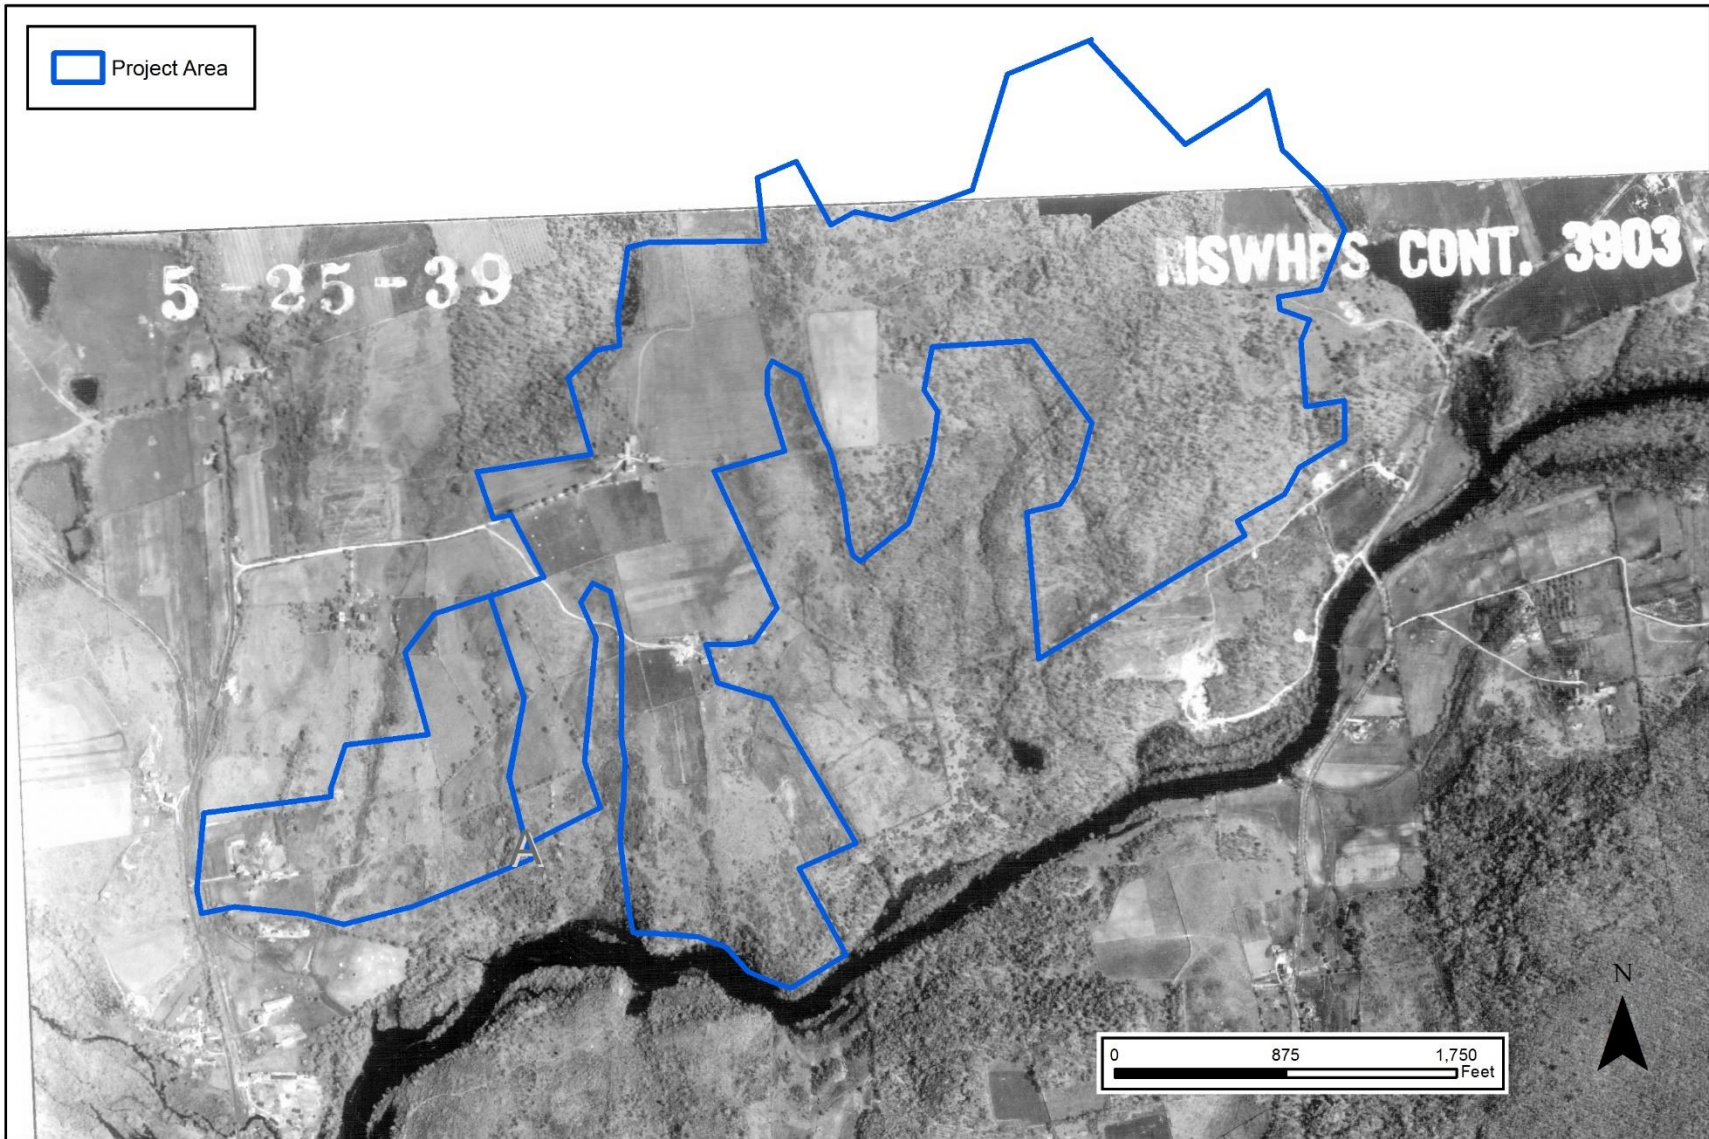 Project Area
5-25-39
RISWHPS CONT. 3903
A
N
0 875 1,750
Feet